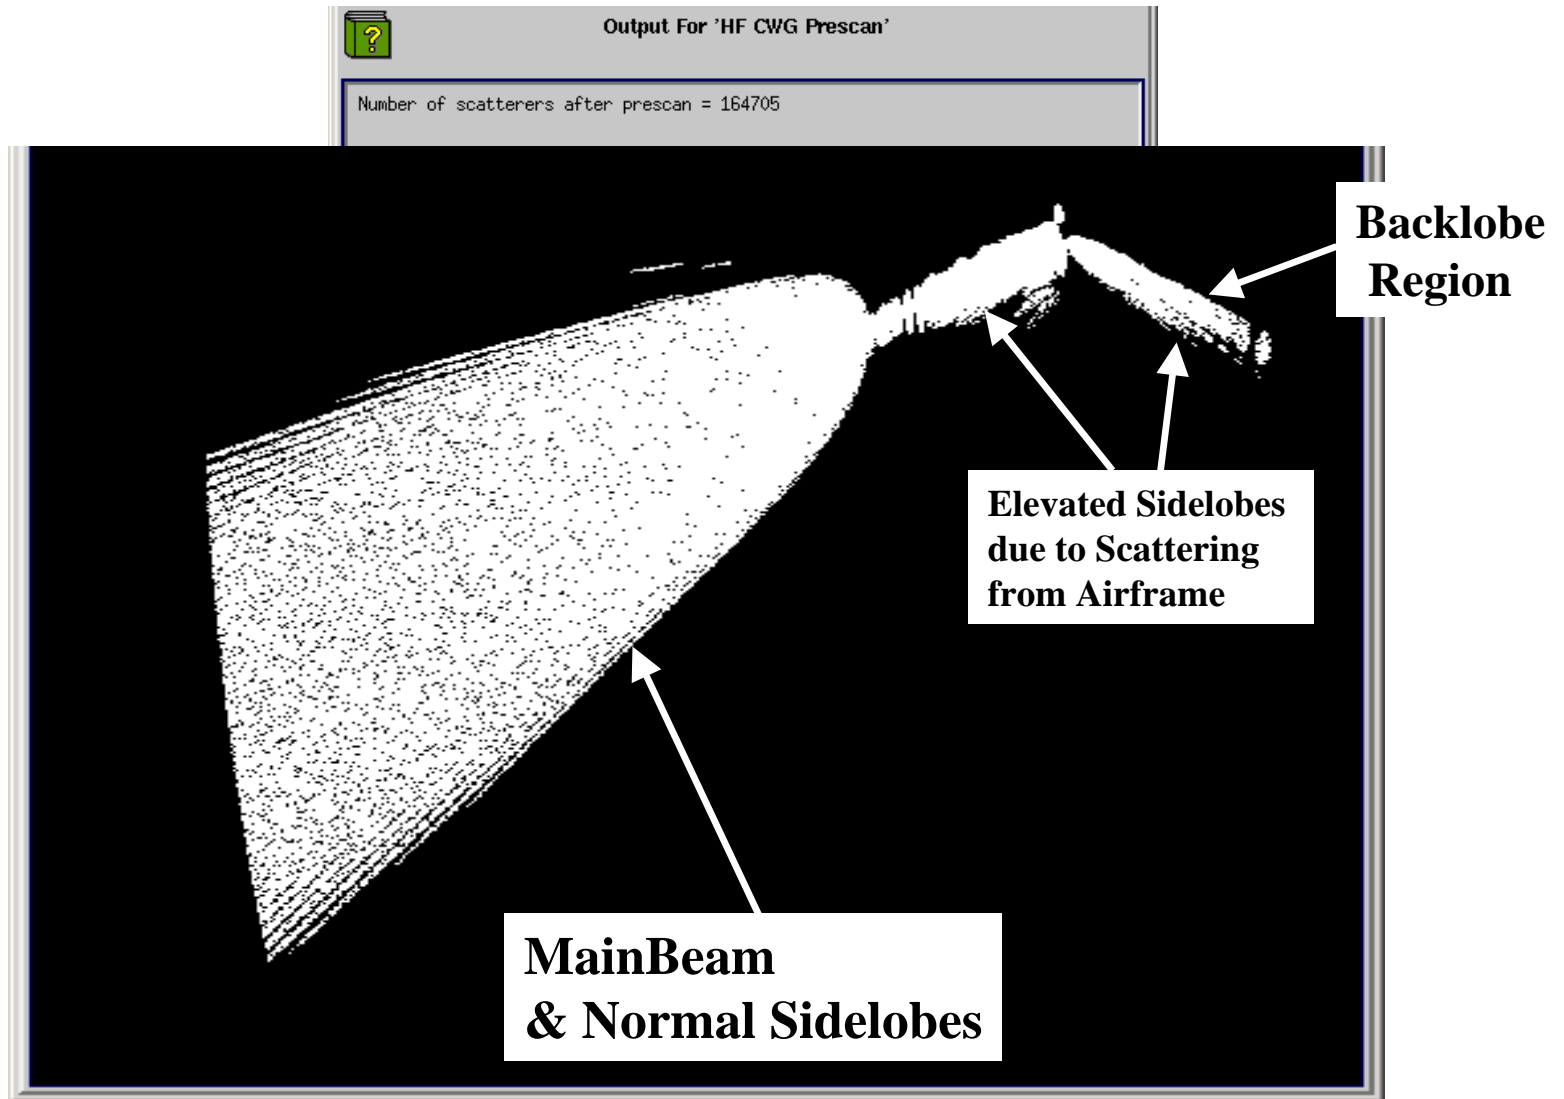 Output For 'HF CWG Prescan'
?
Number of scatterers after prescan = 164705
Backlobe
Region
Elevated Sidelobes
due to Scattering
from Airframe
MainBeam
& Normal Sidelobes